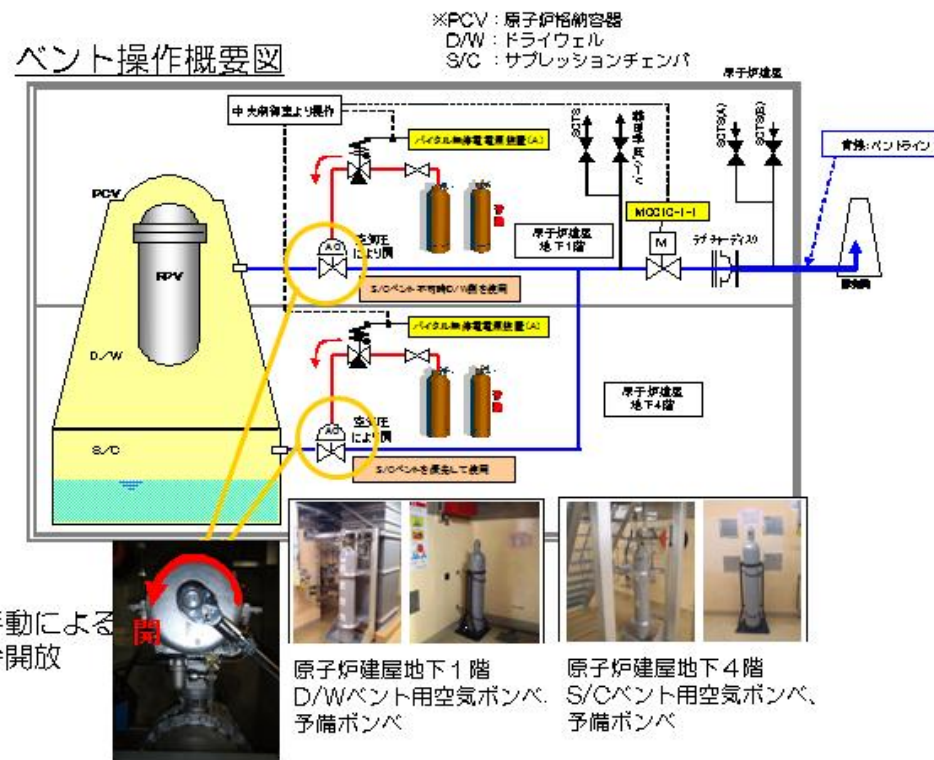 ※PCV：原子炉格納容器
D/W：ドライウェル
S/C：サプレッションチェンバ
ベント操作概要図
原子炉建屋
中央制御室より操作
バイタル無停電電源装置(A)
SGTS
SGTS(A)
SGTS(B)
青線：ベントライン
PCV
RPV
MCC1C-1-1
AO
空気圧
により開
予備
原子炉建屋
地下1階
M
ラプチャーディスク
排気筒
S/Cベント不可時D/W側を使用
バイタル無停電電源装置(A)
D/W
AO
空気圧
により開
予備
原子炉建屋
地下4階
S/C
S/Cベントを優先して使用
開
手動による
開放
原子炉建屋地下１階
D/Wベント用空気ボンベ、
予備ボンベ
原子炉建屋地下４階
S/Cベント用空気ボンベ、
予備ボンベ